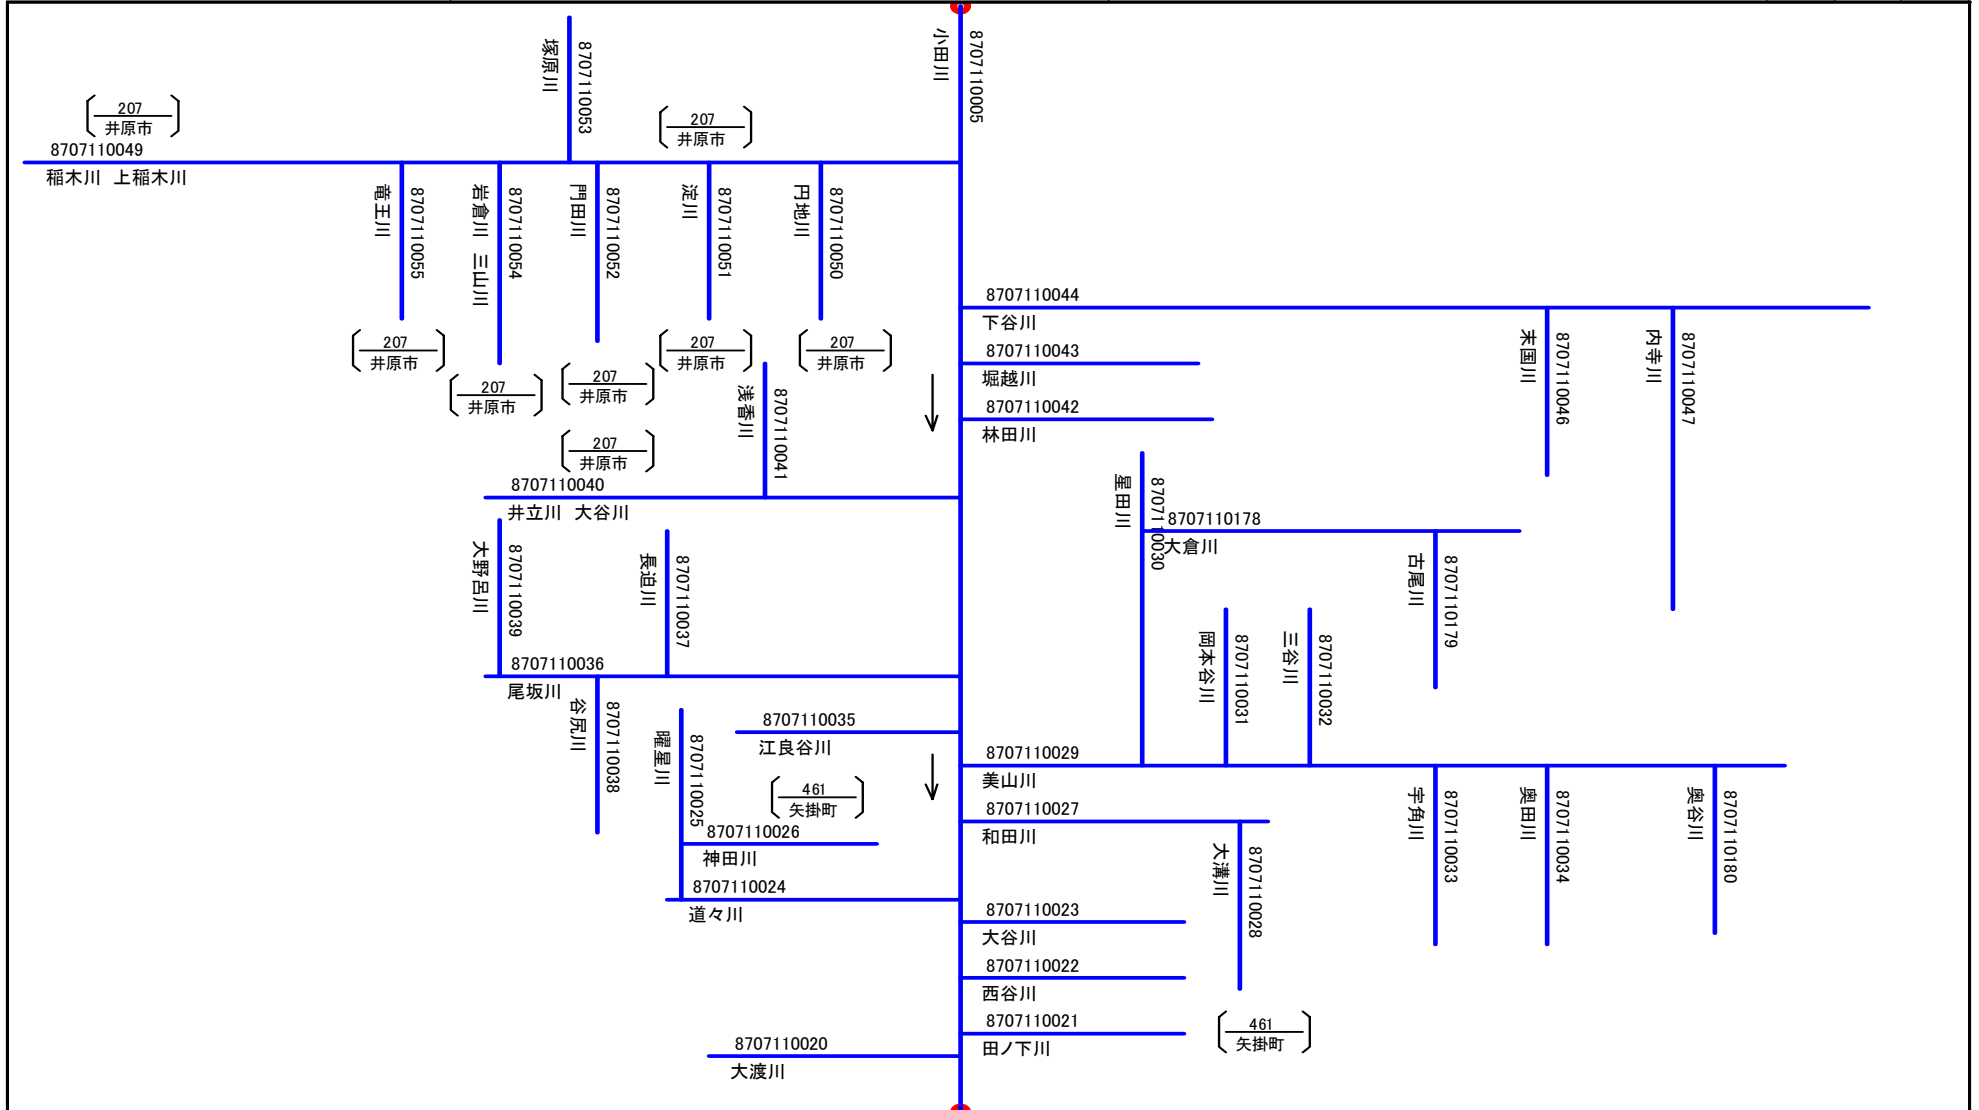 小田川
8707110005
塚原川
8707110053
207
井原市
207
井原市
8707110049
稲木川 上稲木川
竜王川
8707110055
岩倉川 三山川
8707110054
門田川
8707110052
淀川
8707110051
円地川
8707110050
207
井原市
207
井原市
207
井原市
207
井原市
207
井原市
207
井原市
8707110044
下谷川
末国川
8707110046
内寺川
8707110047
8707110043
堀越川
8707110042
林田川
浅香川
8707110041
8707110040
井立川 大谷川
星田川
8707110030
8707110178
大倉川
古尾川
8707110179
大野呂川
8707110039
長迫川
8707110037
8707110036
尾坂川
谷尻川
8707110038
岡本谷川
8707110031
三谷川
8707110032
8707110035
江良谷川
8707110029
美山川
宇角川
8707110033
奥田川
8707110034
奥谷川
8707110180
曜星川
8707110025
461
矢掛町
8707110026
神田川
8707110027
和田川
大溝川
8707110028
8707110024
道々川
8707110023
大谷川
8707110022
西谷川
8707110021
田ノ下川
461
矢掛町
8707110020
大渡川